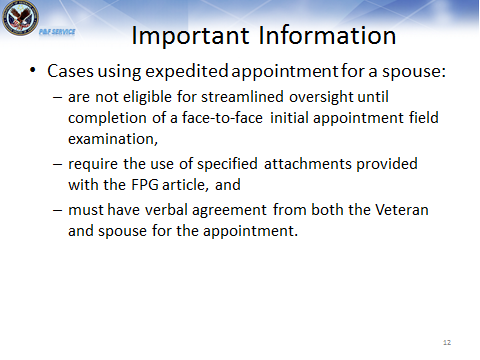 P&F SERVICE
Important Information
• Cases using expedited appointment for a spouse:
– are not eligible for streamlined oversight until
completion of a face-to-face initial appointment field
examination,
– require the use of specified attachments provided
with the FPG article, and
– must have verbal agreement from both the Veteran
and spouse for the appointment.
12